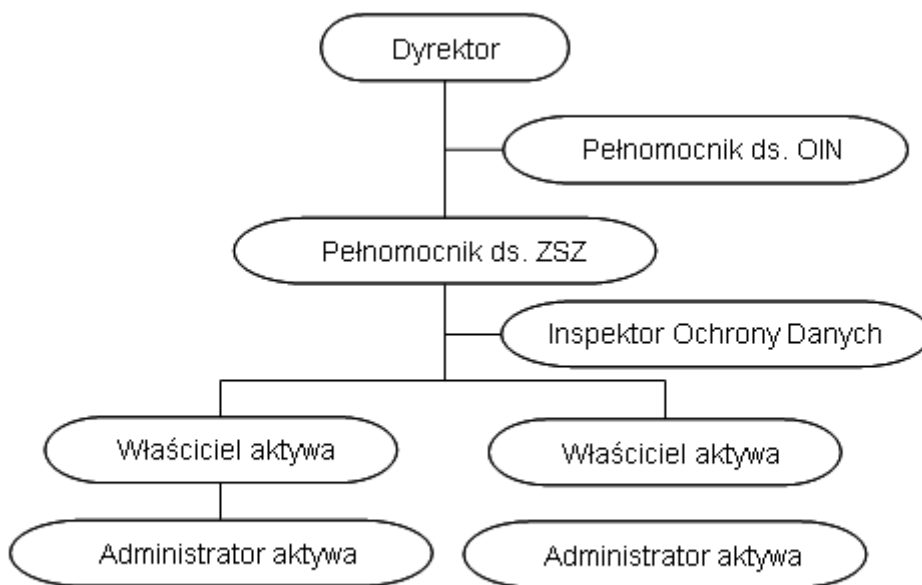 Dyrektor
Pełnomocnik ds. OIN
Pełnomocnik ds. ZSZ
Inspektor Ochrony Danych
Właściciel aktywa
Właściciel aktywa
Administrator aktywa
Administrator aktywa